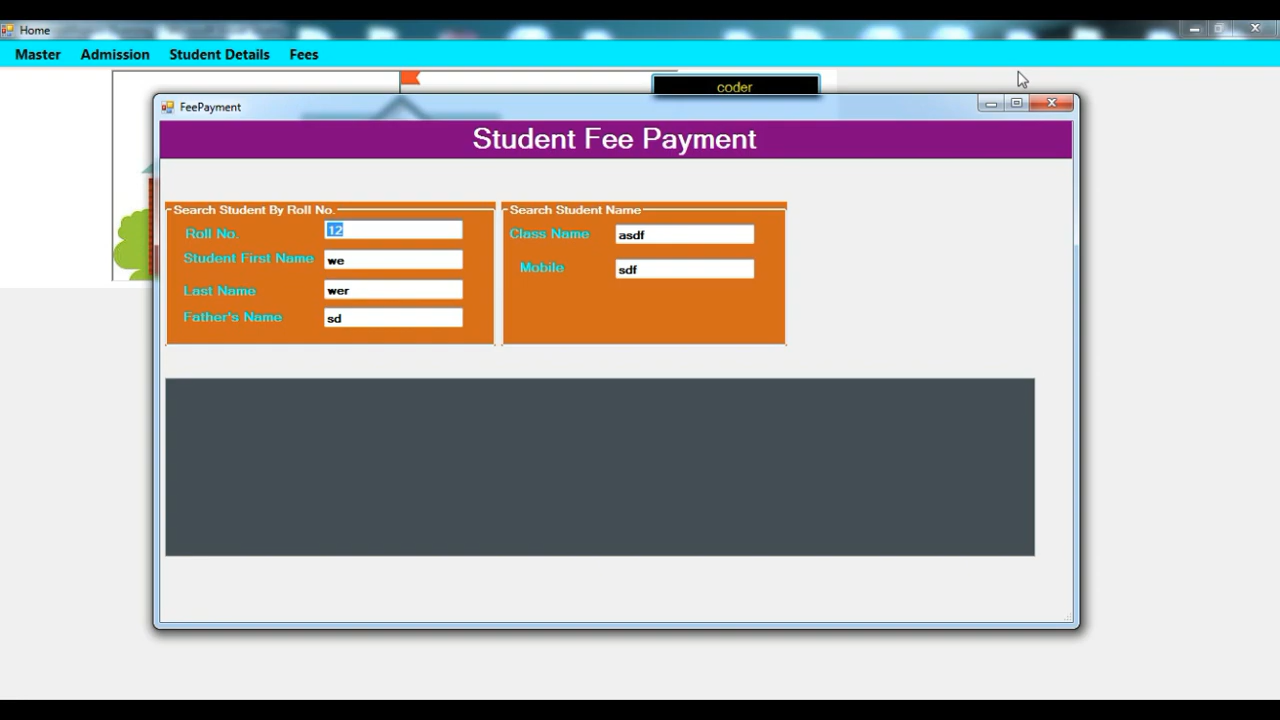 Home
Master Admission Student Details Fees
coder
FeePayment
Student Fee Payment
Search Student By Roll No.
Roll No. 12
Student First Name we
Last Name wer
Father's Name sd
Search Student Name
Class Name asdf
Mobile sdf